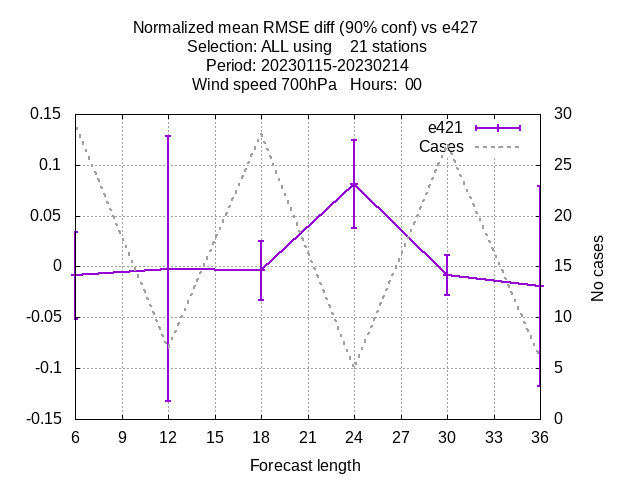 Normalized mean RMSE diff (90% conf) vs e427
Selection: ALL using    21 stations
Period: 20230115-20230214
Wind speed 700hPa   Hours:  00
0.15
0.1
0.05
0
-0.05
-0.1
-0.15
e421
Cases
30
25
20
15
10
5
0
No cases
6 9 12 15 18 21 24 27 30 33 36
Forecast length